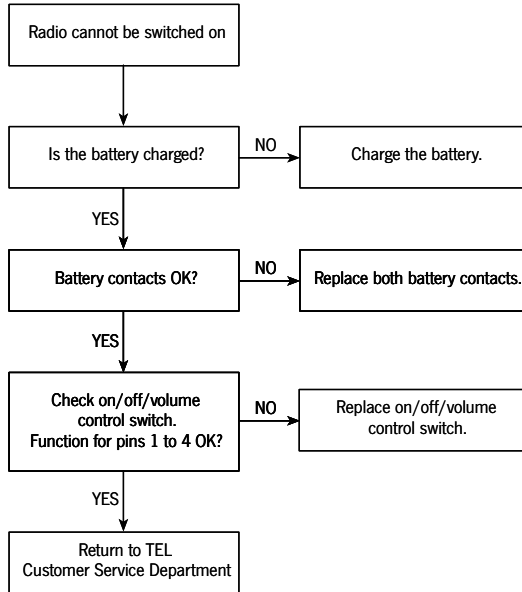 Radio cannot be switched on
Is the battery charged?
NO
Charge the battery.
YES
Battery contacts OK?
NO
Replace both battery contacts.
YES
Check on/off/volume
control switch.
Function for pins 1 to 4 OK?
NO
Replace on/off/volume
control switch.
YES
Return to TEL
Customer Service Department